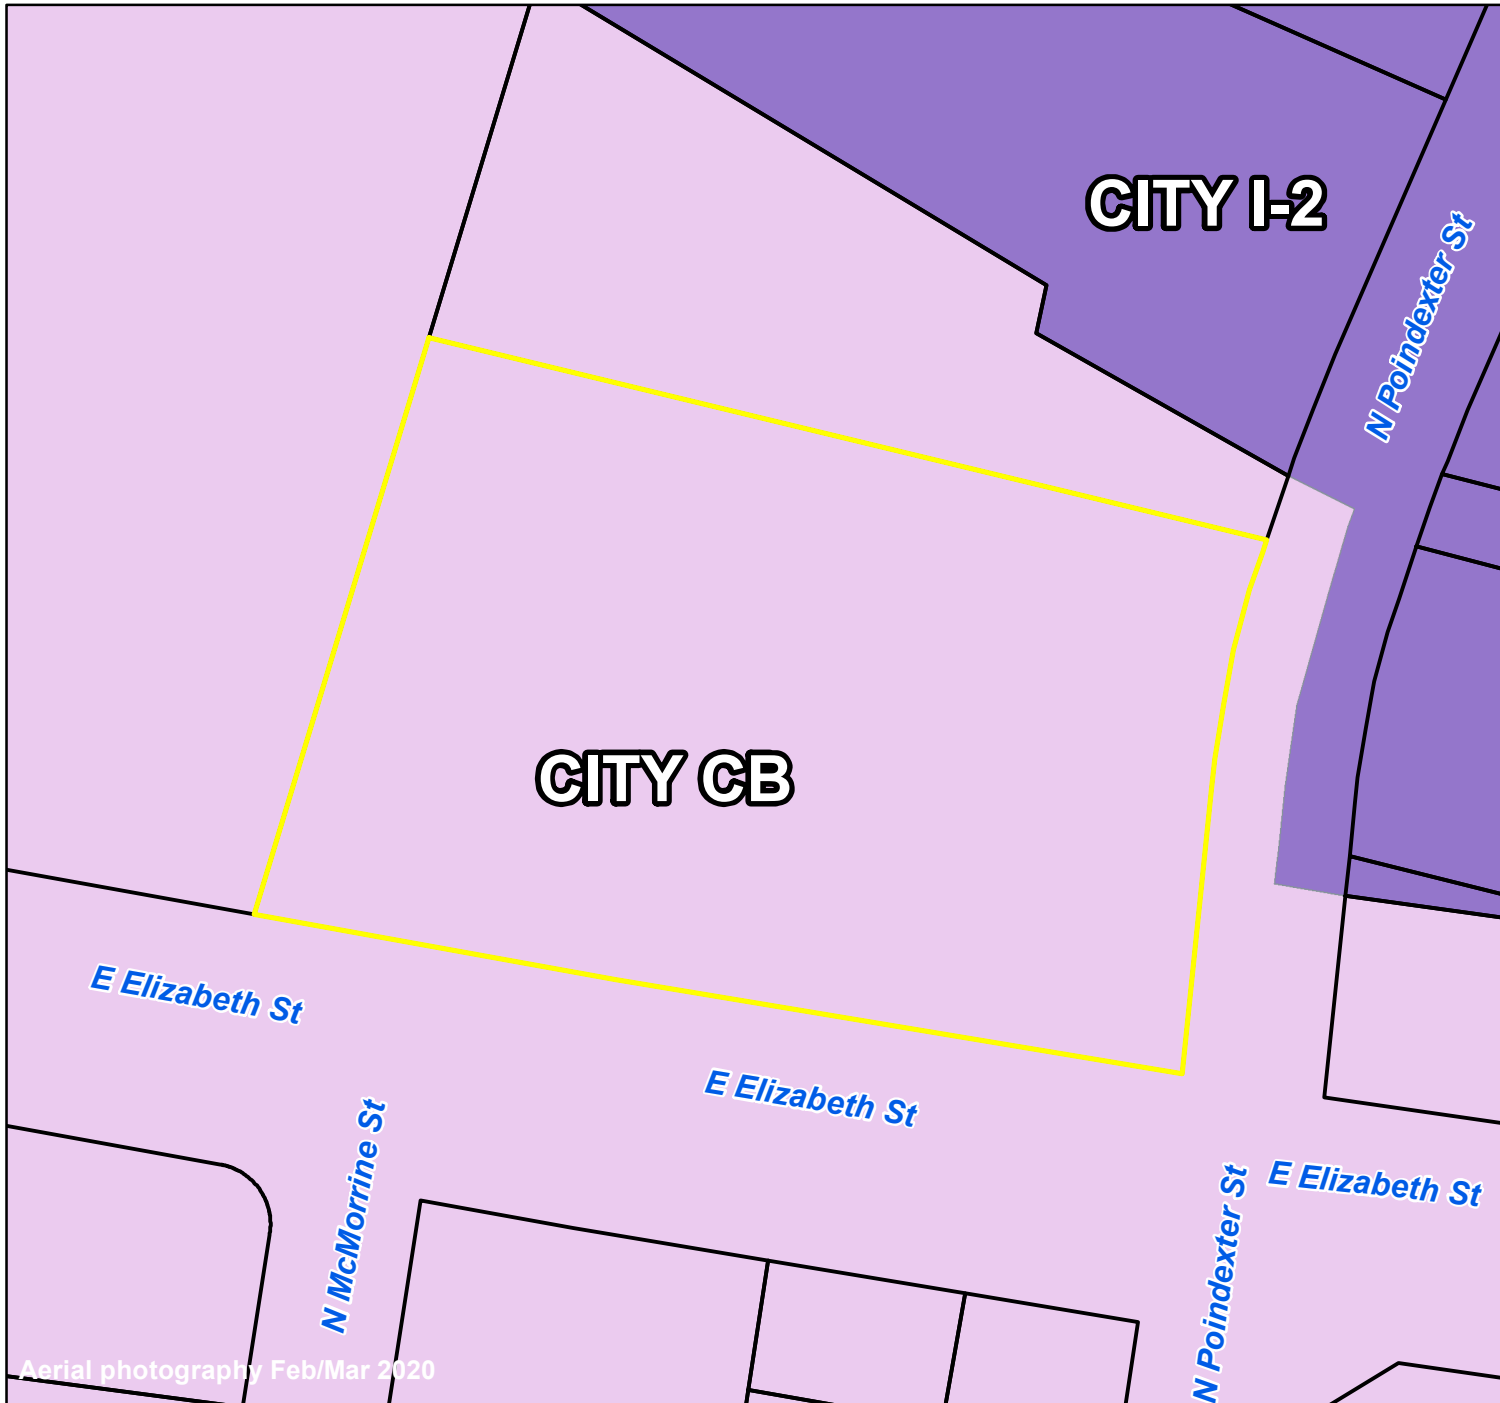 CITY I-2
N Poindexter St
CITY CB
E Elizabeth St
E Elizabeth St
N McMorrine St
E Elizabeth St
N Poindexter St
Aerial photography Feb/Mar 2020